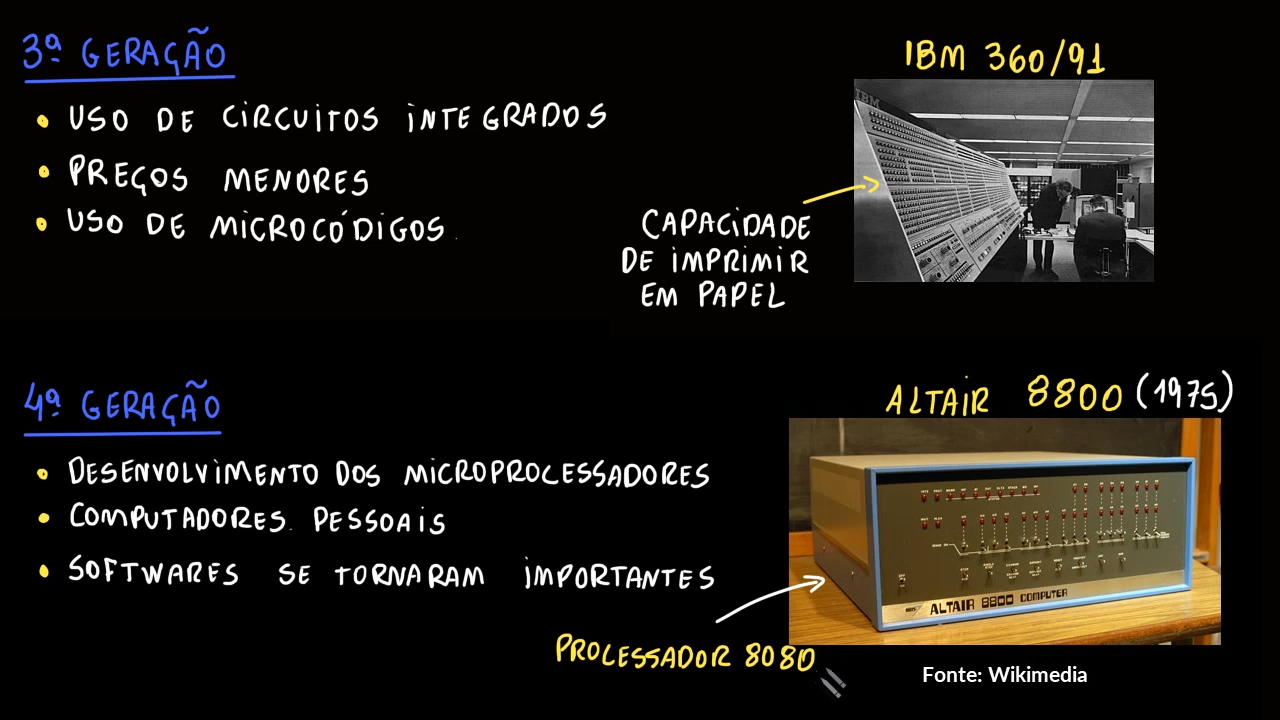 3ª GERAÇÃO
• USO DE CIRCUITOS INTEGRADOS
• PREÇOS MENORES
• USO DE MICROCÓDIGOS
IBM 360/91
IBM
CAPACIDADE
DE IMPRIMIR
EM PAPEL
4ª GERAÇÃO
• DESENVOLVIMENTO DOS MICROPROCESSADORES
• COMPUTADORES PESSOAIS
• SOFTWARES SE TORNARAM IMPORTANTES
ALTAIR 8800 (1975)
ALTAIR 8800 COMPUTER
PROCESSADOR 8080
Fonte: Wikimedia